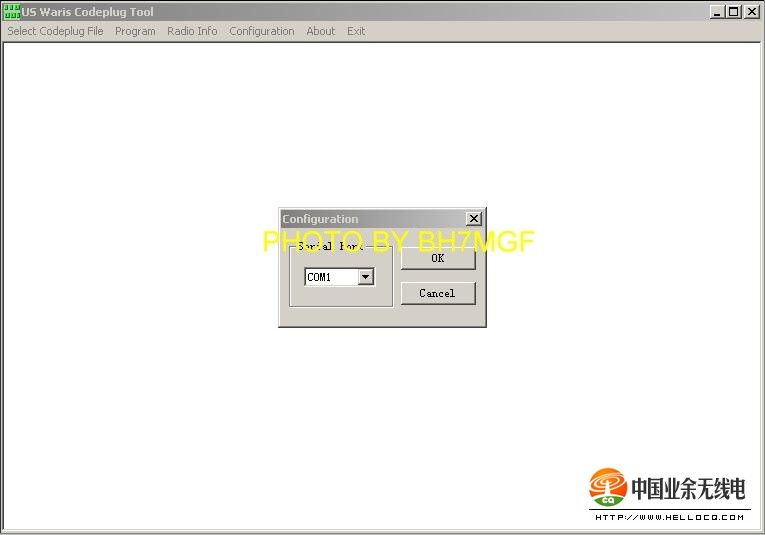 US Waris Codeplug Tool
Select Codeplug File Program Radio Info Configuration About Exit
Configuration
PHOTO BY BH7MGF
Serial Port
OK
COM1
Cancel
中国业余无线电
CQ
HTTP://WWW.HELLOCQ.COM